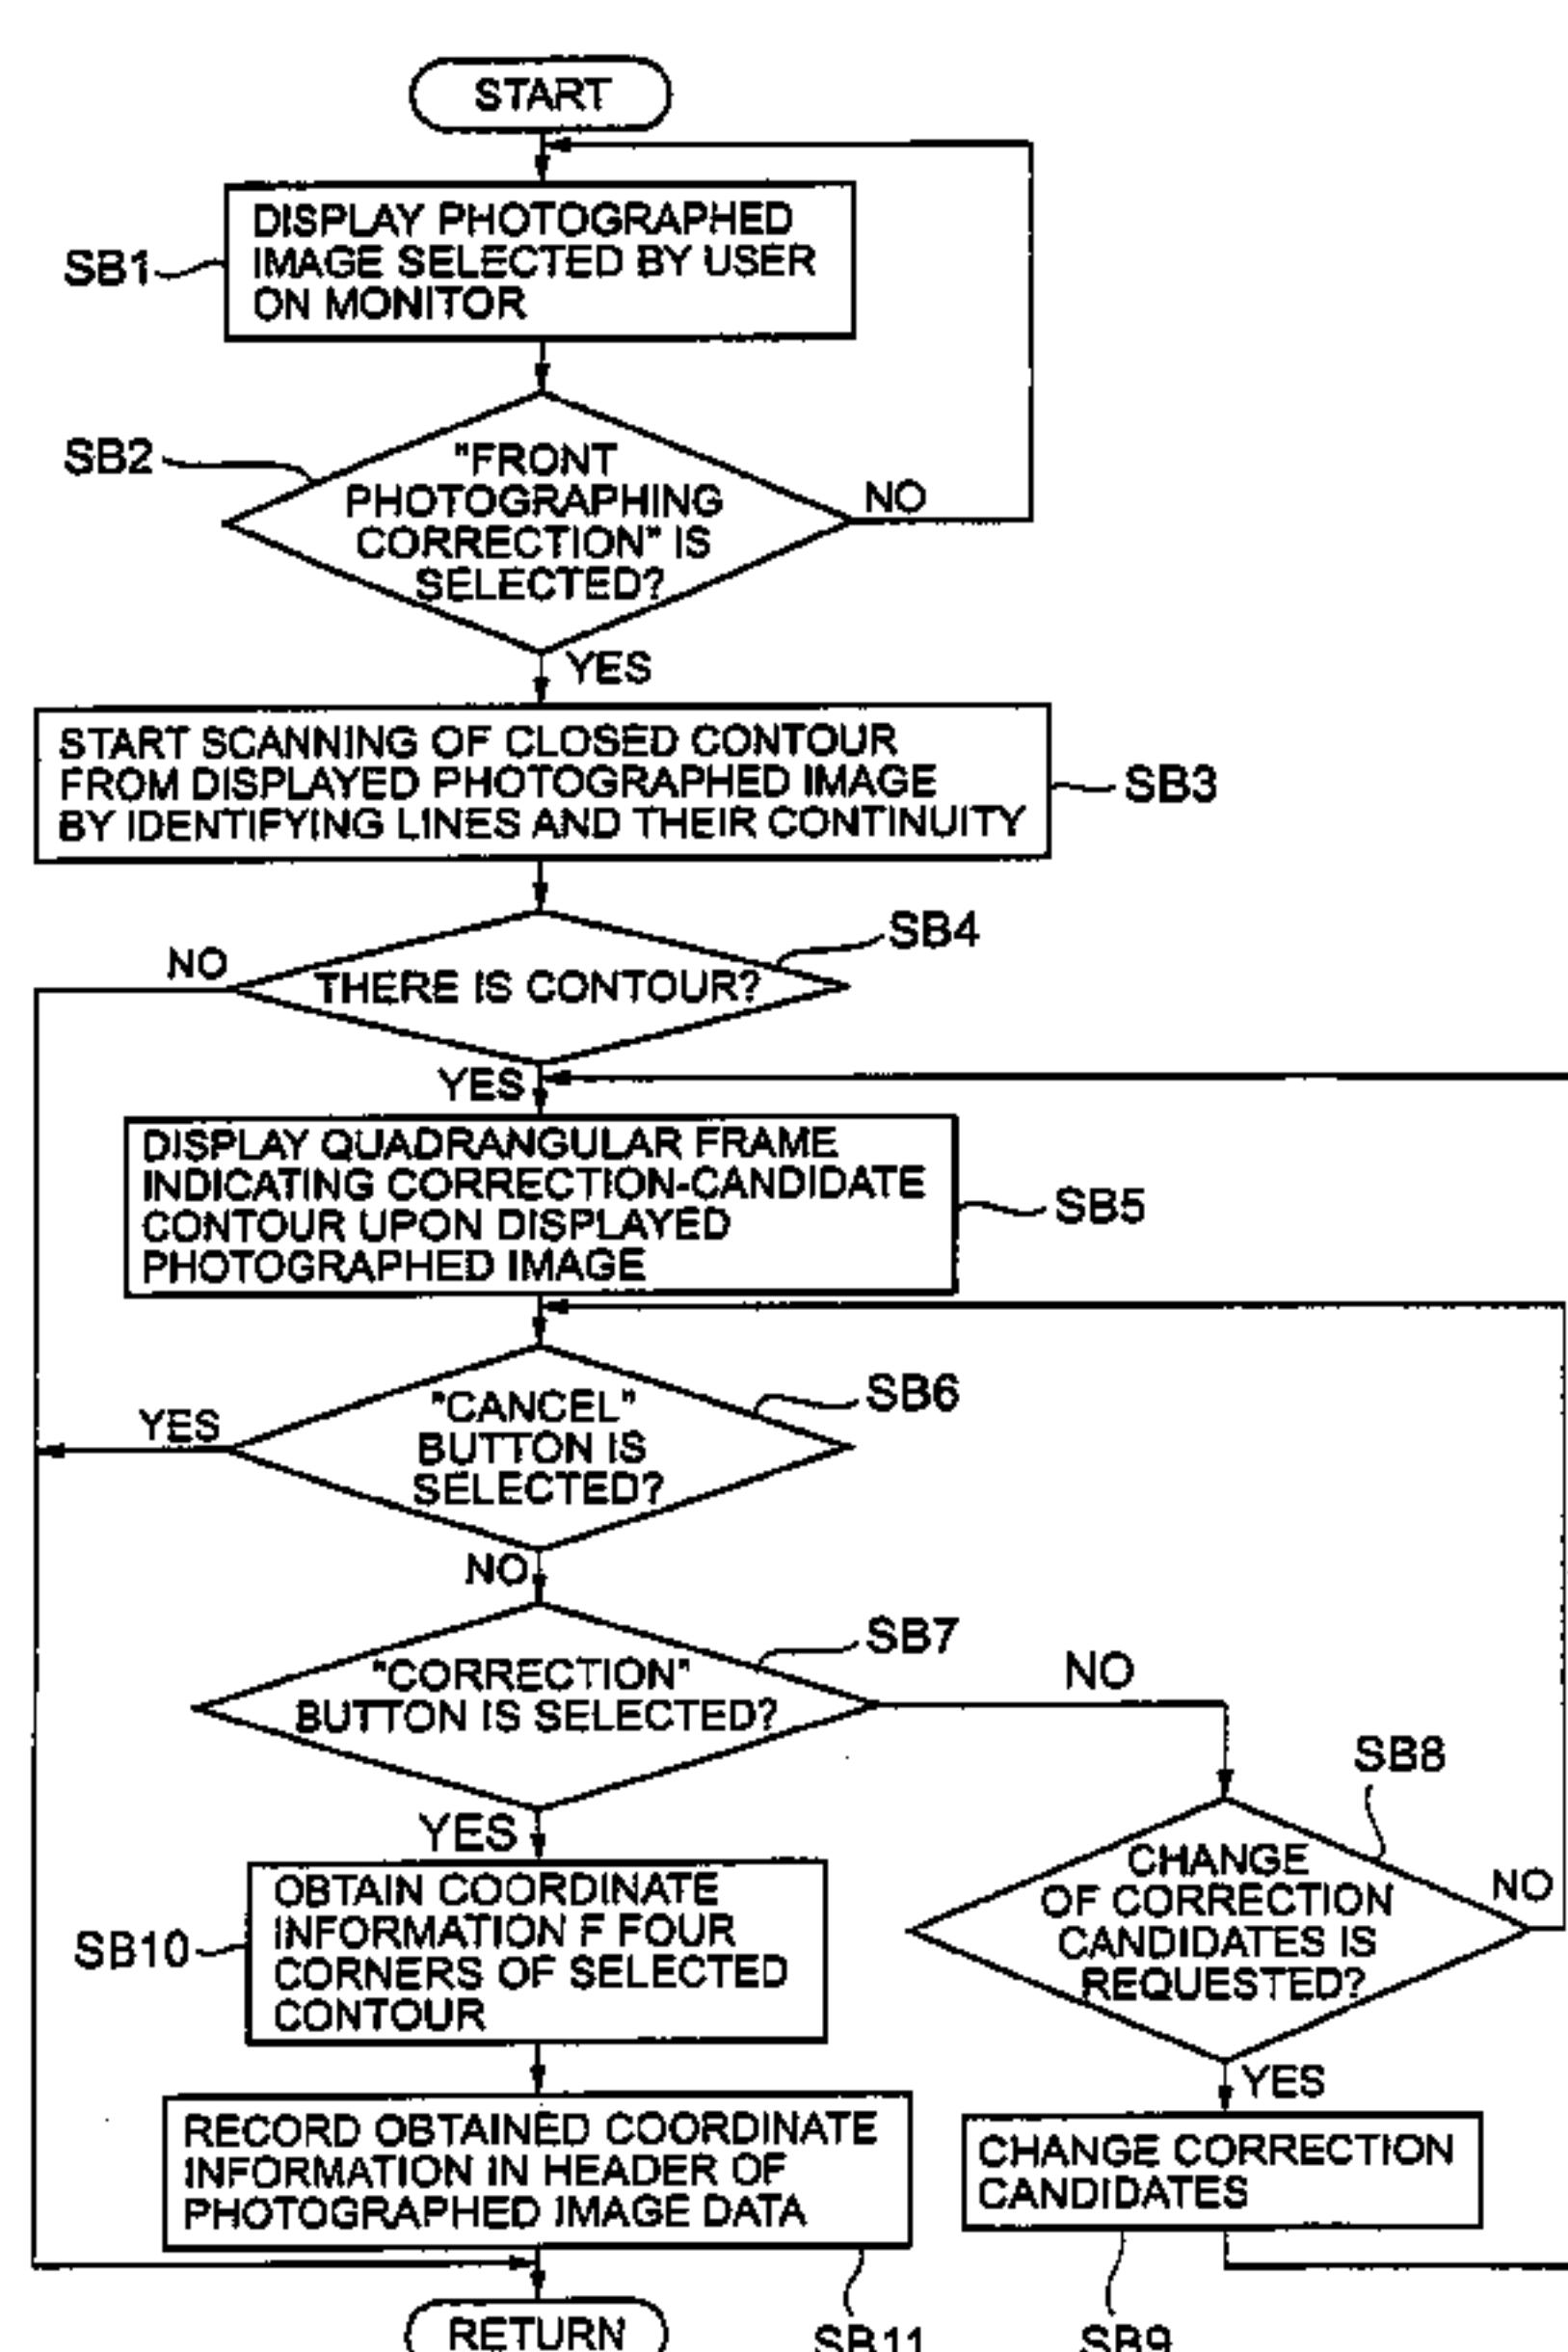 START
DISPLAY PHOTOGRAPHED
IMAGE SELECTED BY USER
ON MONITOR
SB1
SB2
"FRONT
PHOTOGRAPHING
CORRECTION" IS
SELECTED?
NO
YES
START SCANNING OF CLOSED CONTOUR
FROM DISPLAYED PHOTOGRAPHED IMAGE
BY IDENTIFYING LINES AND THEIR CONTINUITY
SB3
SB4
NO
THERE IS CONTOUR?
YES
DISPLAY QUADRANGULAR FRAME
INDICATING CORRECTION-CANDIDATE
CONTOUR UPON DISPLAYED
PHOTOGRAPHED IMAGE
SB5
SB6
"CANCEL"
BUTTON IS
SELECTED?
YES
NO
SB7
"CORRECTION"
BUTTON IS SELECTED?
NO
SB8
YES
CHANGE
OF CORRECTION
CANDIDATES IS
REQUESTED?
NO
OBTAIN COORDINATE
INFORMATION F FOUR
CORNERS OF SELECTED
CONTOUR
SB10
YES
RECORD OBTAINED COORDINATE
INFORMATION IN HEADER OF
PHOTOGRAPHED IMAGE DATA
CHANGE CORRECTION
CANDIDATES
RETURN
SB11
SB9